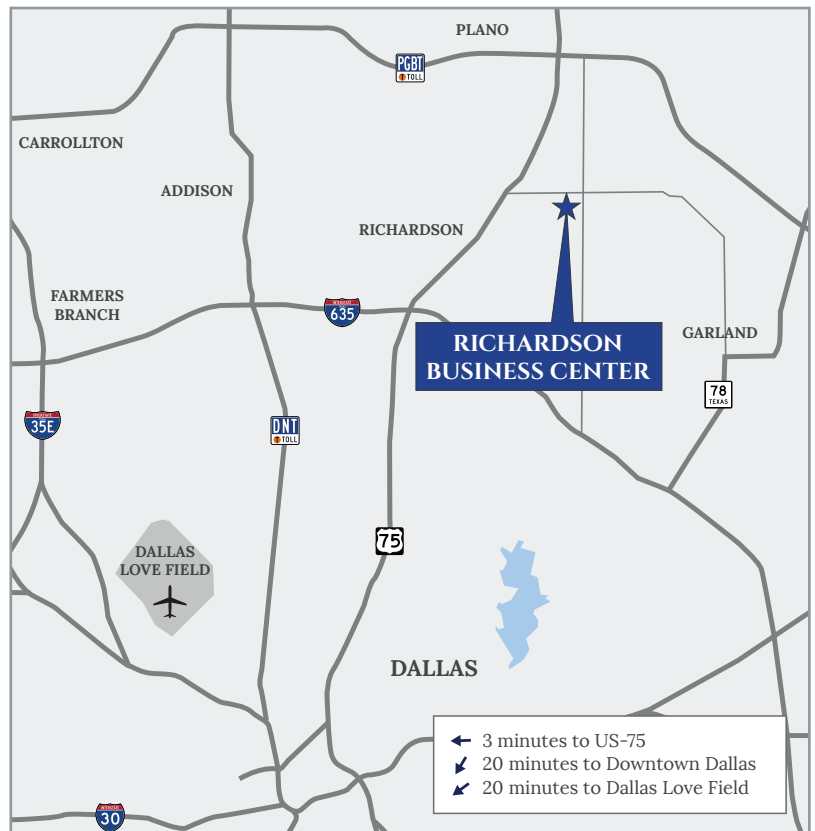 PLANO
PGBT
TOLL
CARROLLTON
ADDISON
RICHARDSON
FARMERS
BRANCH
635
RICHARDSON
BUSINESS CENTER
GARLAND
78
TEXAS
35E
DNT
TOLL
75
DALLAS
LOVE FIELD
DALLAS
3 minutes to US-75
20 minutes to Downtown Dallas
20 minutes to Dallas Love Field
30